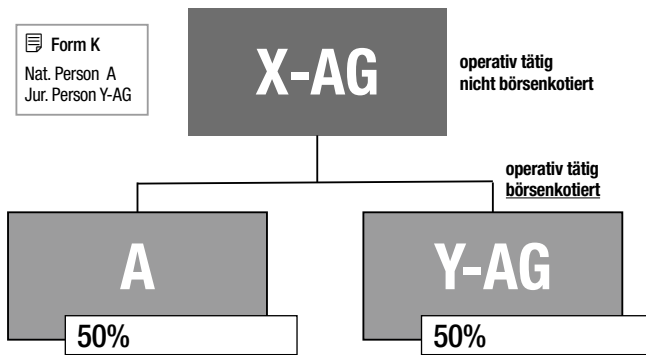 Form K
Nat. Person A
Jur. Person Y-AG
X-AG
operativ tätig
nicht börsenkotiert
operativ tätig
börsenkotiert
A
Y-AG
50%
50%